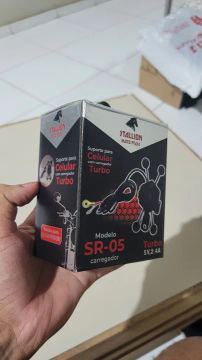 STALLION
Suporte para
Celular
com carregador
Turbo
STALLION
Suporte para
Celular
com carregador
Turbo
Modelo
SR-05
carregador
Turbo
5V.2.4A